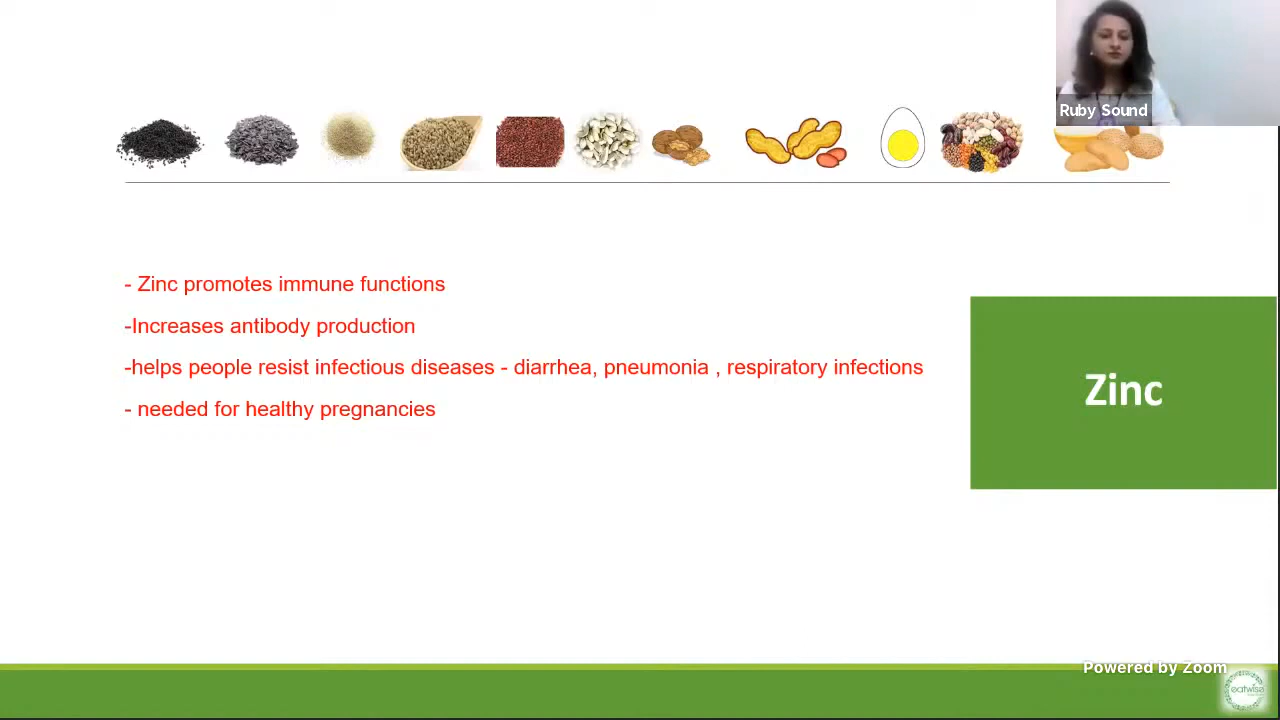 Ruby Sound
- Zinc promotes immune functions
-Increases antibody production
-helps people resist infectious diseases - diarrhea, pneumonia , respiratory infections
- needed for healthy pregnancies
Zinc
Powered by Zoom
eatwise